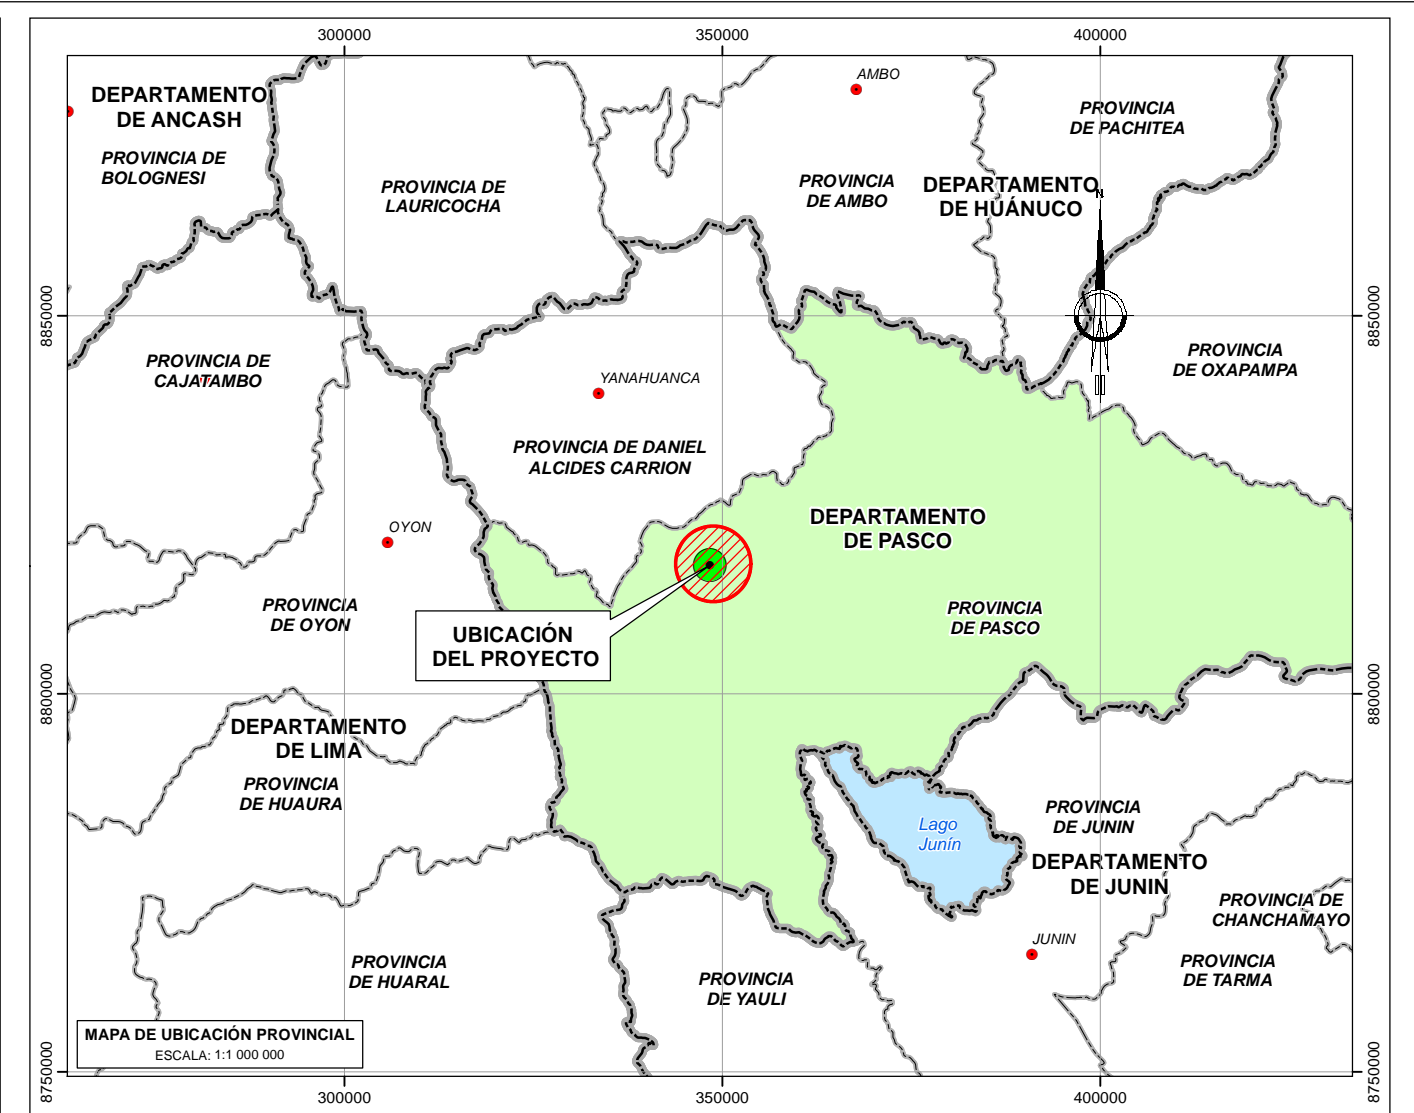 300000
350000
400000
AMBO
DEPARTAMENTO
DE ANCASH
PROVINCIA
DE PACHITEA
PROVINCIA DE
BOLOGNESI
PROVINCIA DE
LAURICOCHA
PROVINCIA
DE AMBO
DEPARTAMENTO
DE HUÁNUCO
N
8850000
8850000
PROVINCIA DE
CAJATAMBO
YANAHUANCA
PROVINCIA
DE OXAPAMPA
PROVINCIA DE DANIEL
ALCIDES CARRION
OYON
DEPARTAMENTO
DE PASCO
PROVINCIA
DE OYON
UBICACIÓN
DEL PROYECTO
PROVINCIA
DE PASCO
8800000
8800000
DEPARTAMENTO
DE LIMA
PROVINCIA
DE HUAURA
Lago
Junín
PROVINCIA
DE JUNIN
DEPARTAMENTO
DE JUNIN
PROVINCIA DE
CHANCHAMAYO
JUNIN
PROVINCIA
DE HUARAL
PROVINCIA
DE YAULI
PROVINCIA
DE TARMA
MAPA DE UBICACIÓN PROVINCIAL
ESCALA: 1:1 000 000
8750000
8750000
300000
350000
400000